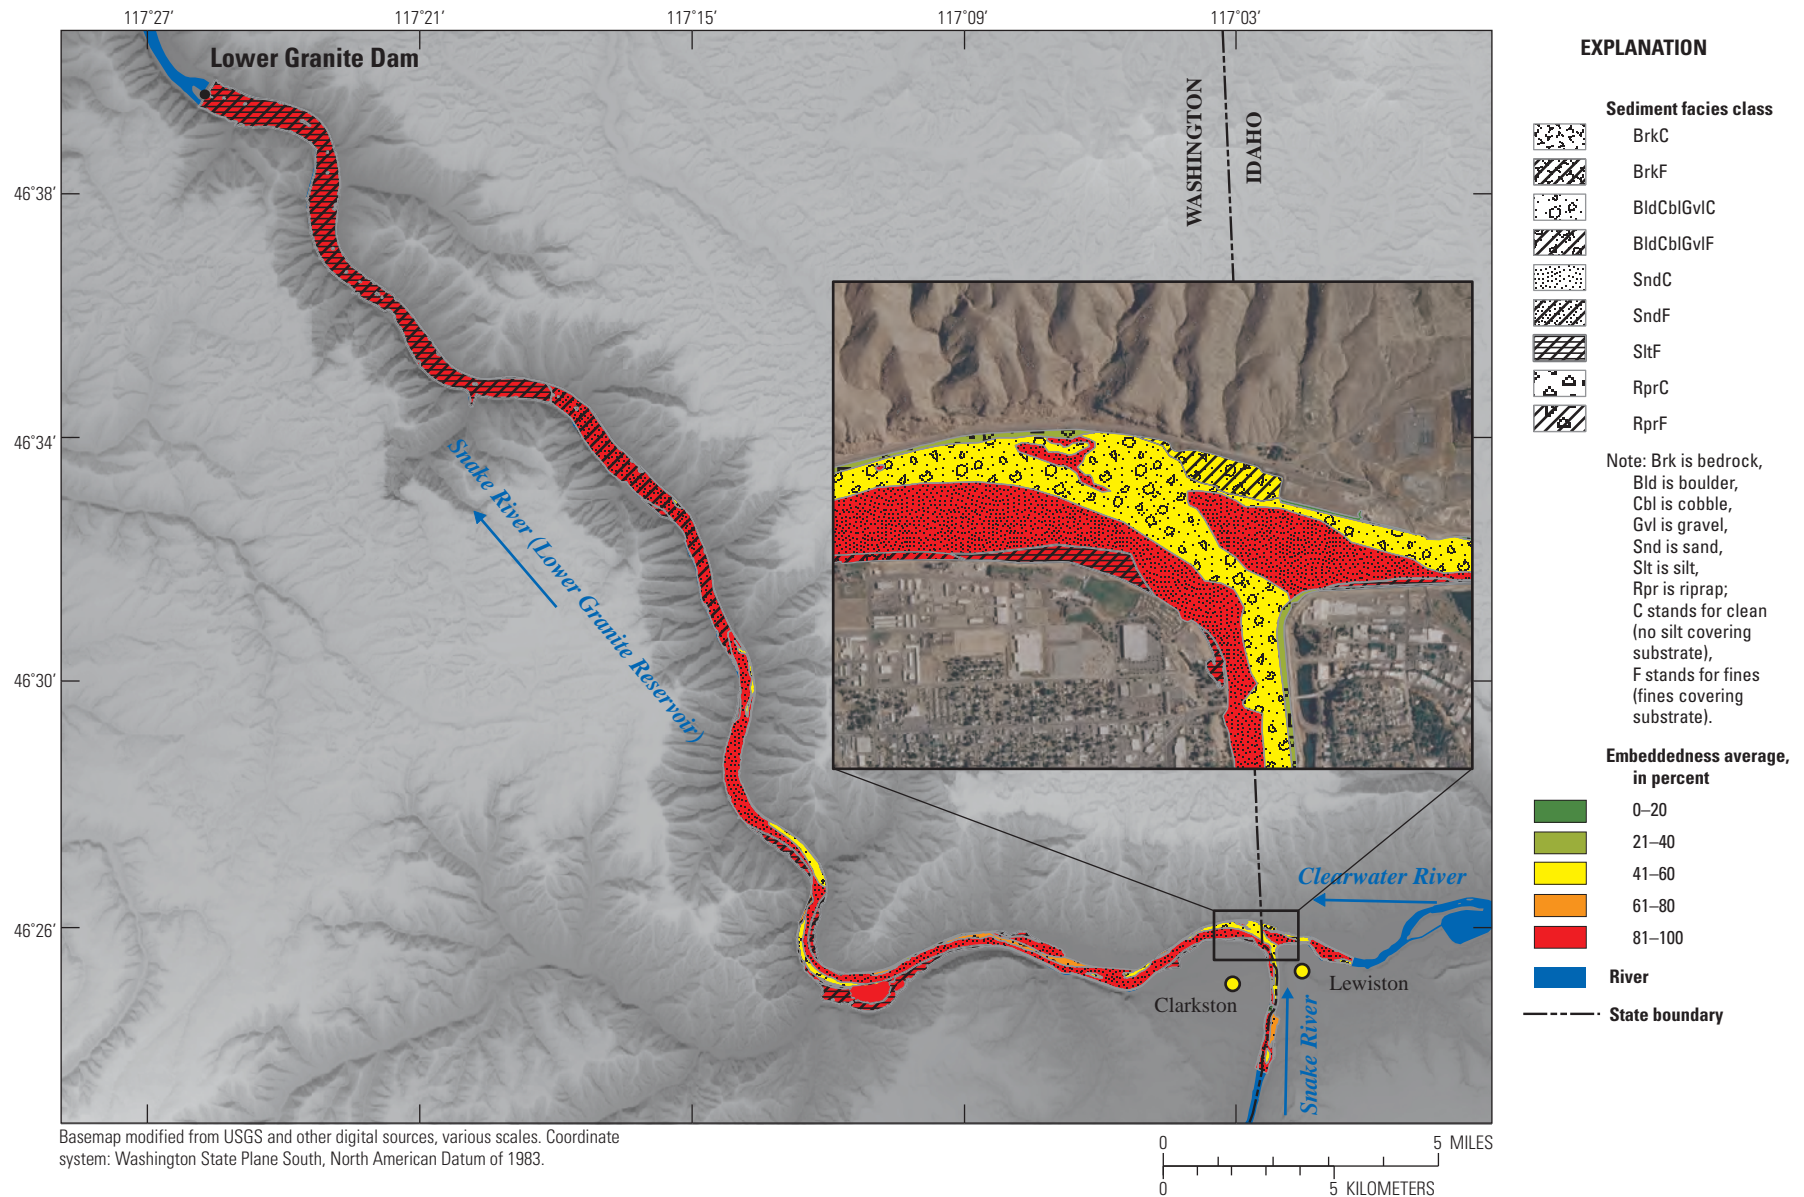 117°27′
117°21′
117°15′
117°09′
117°03′
Lower Granite Dam
WASHINGTON
IDAHO
46°38′
46°34′
46°30′
46°26′
Snake River (Lower Granite Reservoir)
Clearwater River
Clarkston
Lewiston
Snake River
EXPLANATION
Sediment facies class
BrkC
BrkF
BldCblGvlC
BldCblGvlF
SndC
SndF
SltF
RprC
RprF
Note: Brk is bedrock,
Bld is boulder,
Cbl is cobble,
Gvl is gravel,
Snd is sand,
Slt is silt,
Rpr is riprap;
C stands for clean
(no silt covering
substrate),
F stands for fines
(fines covering
substrate).
Embeddedness average,
in percent
0–20
21–40
41–60
61–80
81–100
River
State boundary
Basemap modified from USGS and other digital sources, various scales. Coordinate
system: Washington State Plane South, North American Datum of 1983.
0 5 MILES
0 5 KILOMETERS